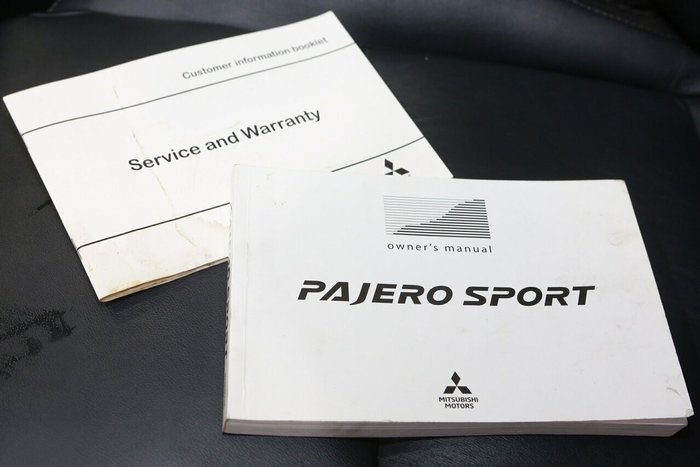 Customer information booklet
Service and Warranty
owner's manual
PAJERO SPORT
MITSUBISHI
MOTORS